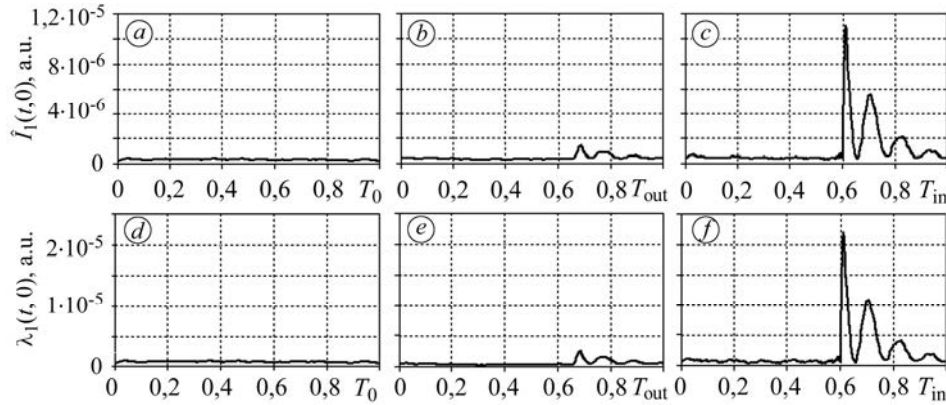 1,2·10⁻⁵ a b c
8·10⁻⁶
4·10⁻⁶
0
Î₁(t,0), a.u.
0 0,2 0,4 0,6 0,8 T₀ 0 0,2 0,4 0,6 0,8 T_out 0 0,2 0,4 0,6 0,8 T_in
d e f
2·10⁻⁵
1·10⁻⁵
0
λ₁(t, 0), a.u.
0 0,2 0,4 0,6 0,8 T₀ 0 0,2 0,4 0,6 0,8 T_out 0 0,2 0,4 0,6 0,8 T_in